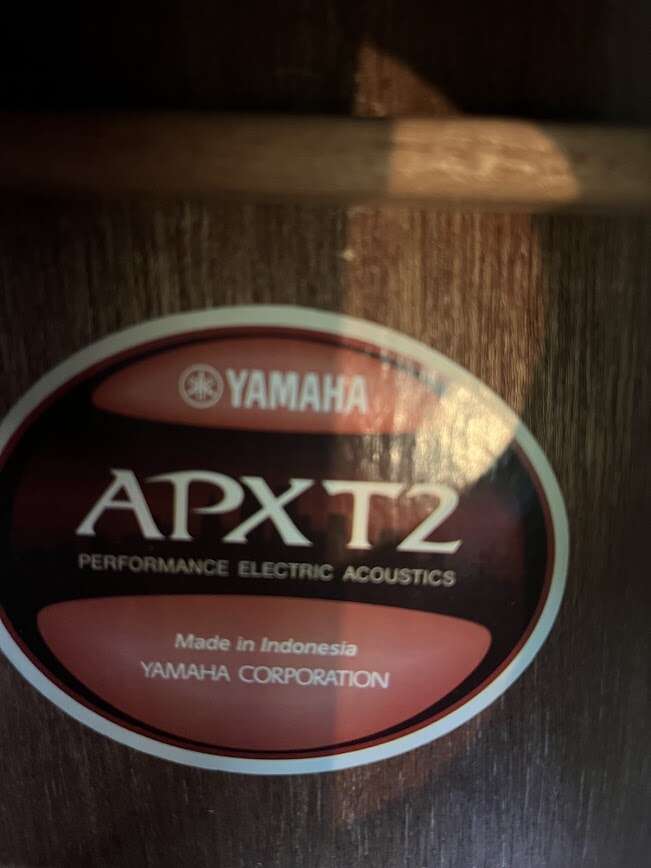 YAMAHA
APXT2
PERFORMANCE ELECTRIC ACOUSTICS
Made in Indonesia
YAMAHA CORPORATION